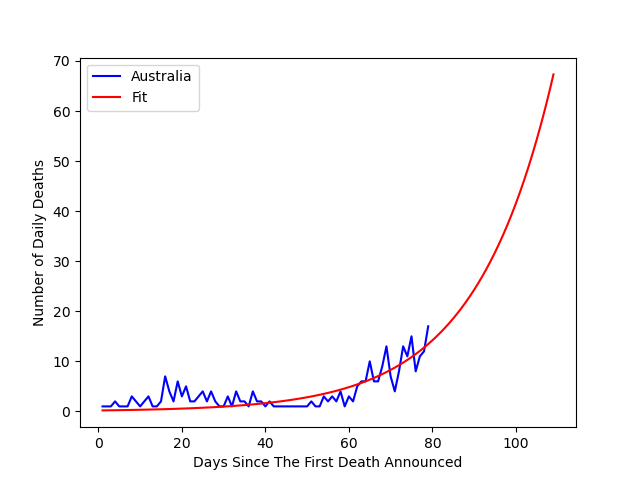 Australia
Fit
Number of Daily Deaths
70
60
50
40
30
20
10
0
0 20 40 60 80 100
Days Since The First Death Announced